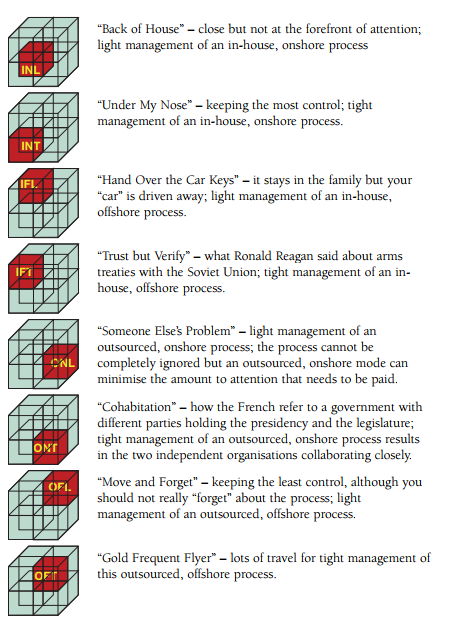 INL
“Back of House” – close but not at the forefront of attention;
light management of an in-house, onshore process
INT
“Under My Nose” – keeping the most control; tight
management of an in-house, onshore process.
IFL
“Hand Over the Car Keys” – it stays in the family but your
“car” is driven away; light management of an in-house,
offshore process.
IFT
“Trust but Verify” – what Ronald Reagan said about arms
treaties with the Soviet Union; tight management of an in-
house, offshore process.
ONL
“Someone Else’s Problem” – light management of an
outsourced, onshore process; the process cannot be
completely ignored but an outsourced, onshore mode can
minimise the amount to attention that needs to be paid.
ONT
“Cohabitation” – how the French refer to a government with
different parties holding the presidency and the legislature;
tight management of an outsourced, onshore process results
in the two independent organisations collaborating closely.
OFL
“Move and Forget” – keeping the least control, although you
should not really “forget” about the process; light
management of an outsourced, offshore process.
OFT
“Gold Frequent Flyer” – lots of travel for tight management of
this outsourced, offshore process.